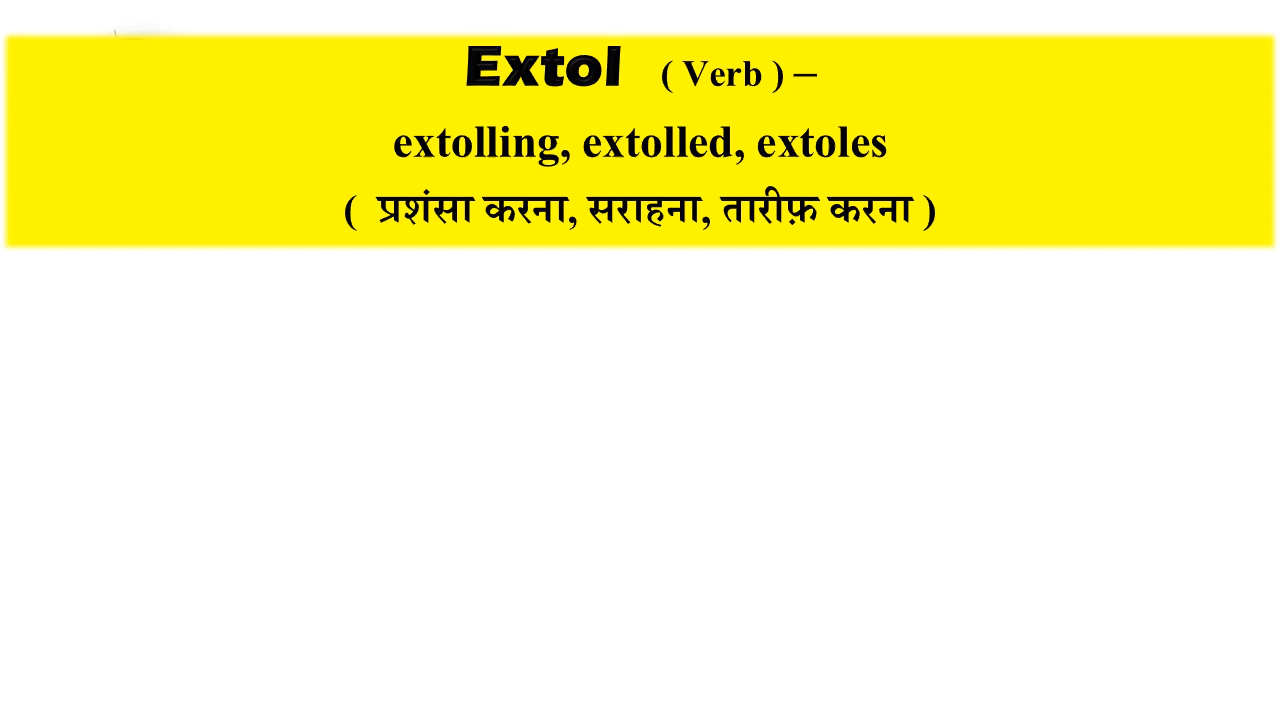 Extol ( Verb ) –
extolling, extolled, extoles
( प्रशंसा करना, सराहना, तारीफ़ करना )